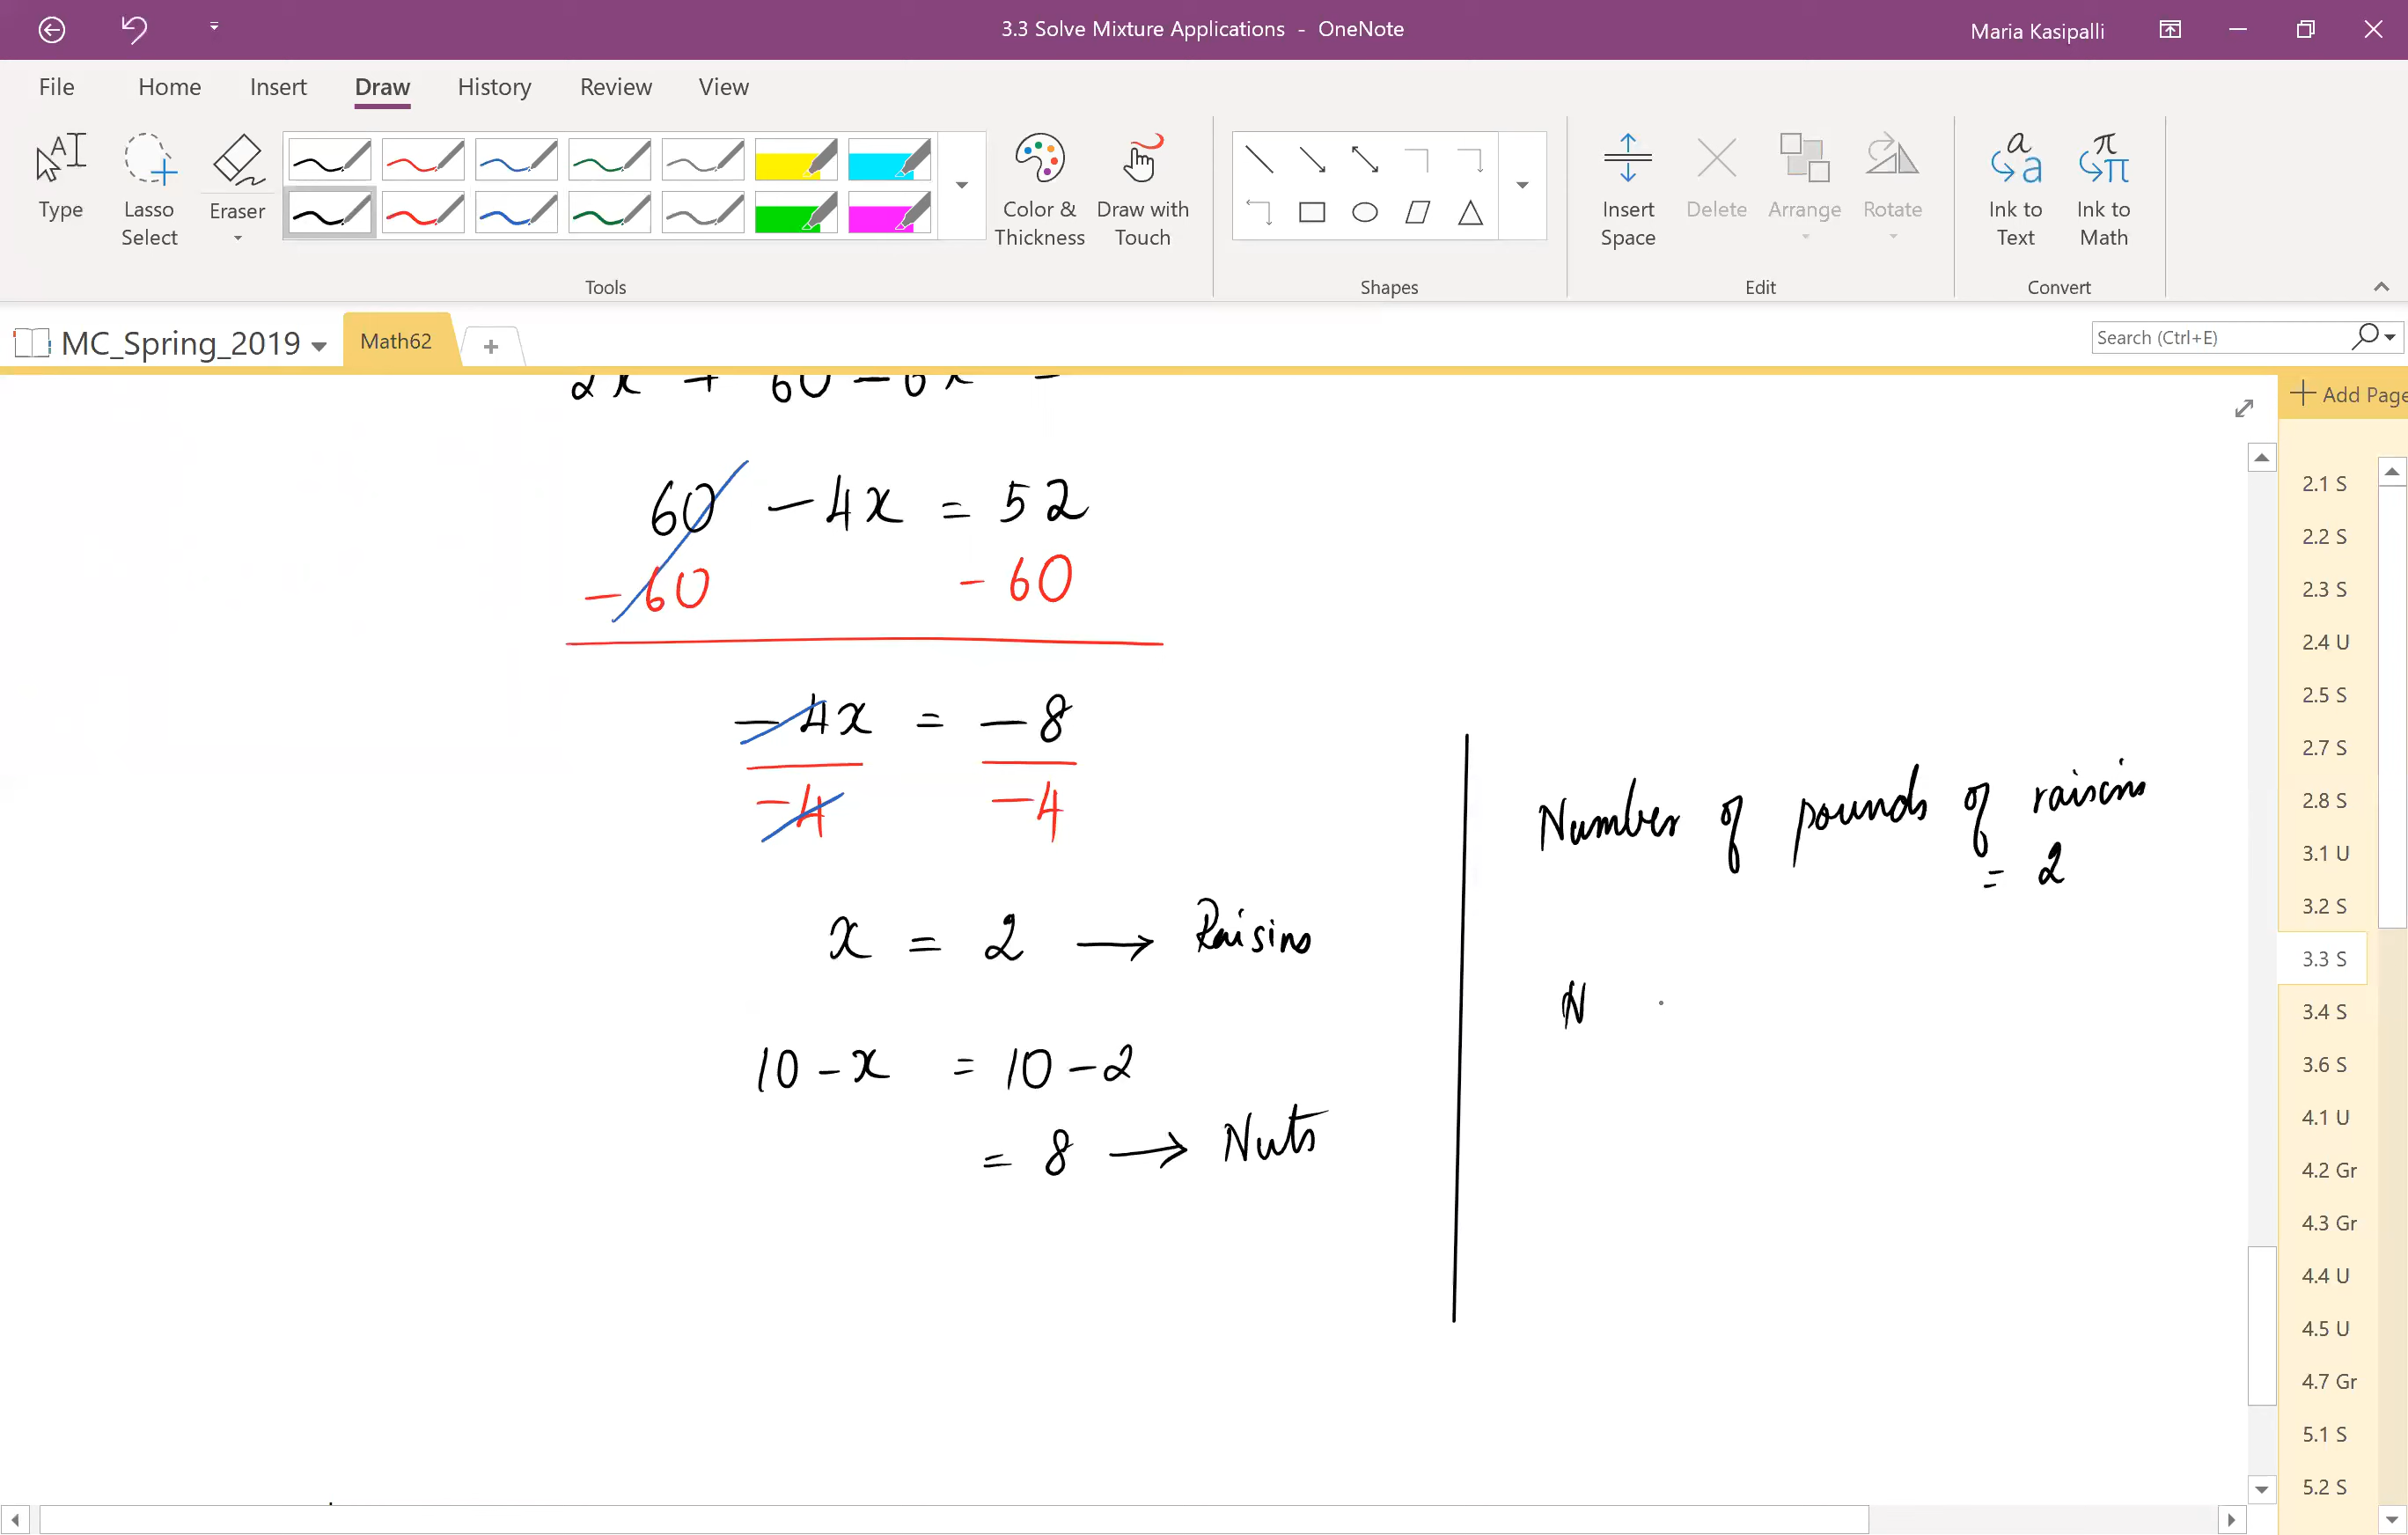 3.3 Solve Mixture Applications - OneNote
Maria Kasipalli
File Home Insert Draw History Review View
Type
Lasso Select
Eraser
Color & Thickness
Draw with Touch
Insert Space
Delete
Arrange
Rotate
a
a
Ink to Text
π
π
Ink to Math
Tools
Shapes
Edit
Convert
MC_Spring_2019
Math62
+
Search (Ctrl+E)
Add Page
2x + 60 - 6x =
60 - 4x = 52
-60 -60
-4x = -8
-4 -4
x = 2 → Raisins
10 - x = 10 - 2
= 8 → Nuts
Number of pounds of raisins
= 2
N
2.1 S
2.2 S
2.3 S
2.4 U
2.5 S
2.7 S
2.8 S
3.1 U
3.2 S
3.3 S
3.4 S
3.6 S
4.1 U
4.2 Gr
4.3 Gr
4.4 U
4.5 U
4.7 Gr
5.1 S
5.2 S